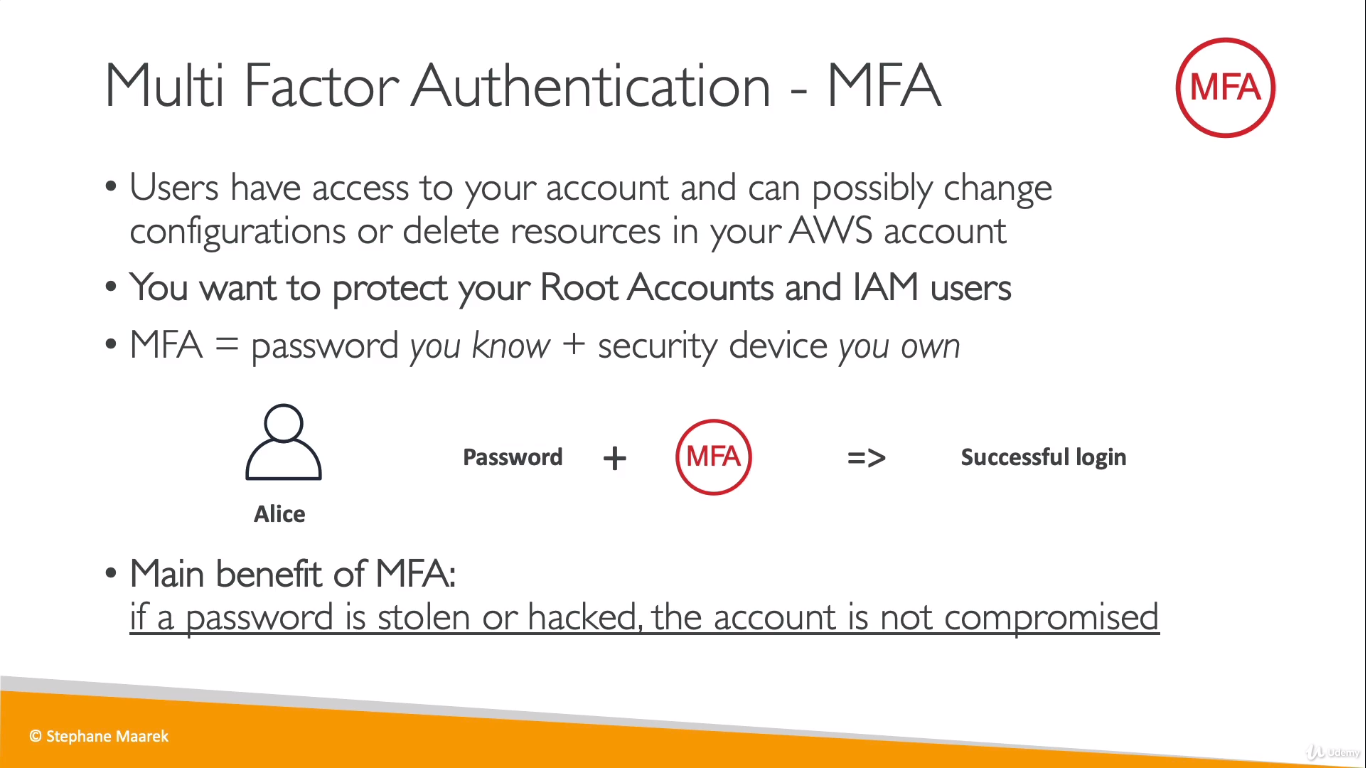 Multi Factor Authentication - MFA
MFA
• Users have access to your account and can possibly change
configurations or delete resources in your AWS account
• You want to protect your Root Accounts and IAM users
• MFA = password you know + security device you own
Password + MFA => Successful login
Alice
• Main benefit of MFA:
if a password is stolen or hacked, the account is not compromised
© Stephane Maarek
Udemy